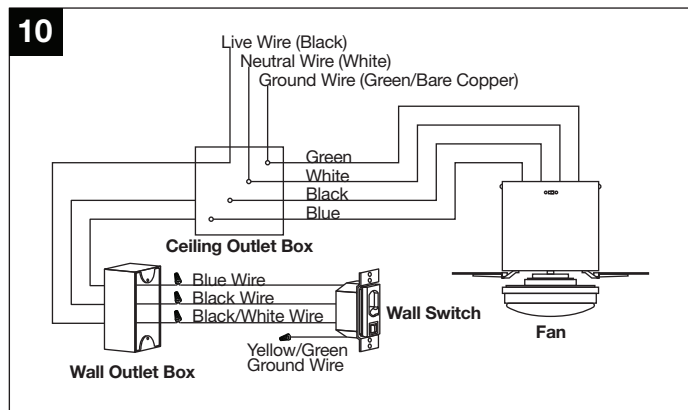 10
Live Wire (Black)
Neutral Wire (White)
Ground Wire (Green/Bare Copper)
Green
White
Black
Blue
Ceiling Outlet Box
Blue Wire
Black Wire
Black/White Wire
Wall Switch
Yellow/Green
Ground Wire
Wall Outlet Box
Fan